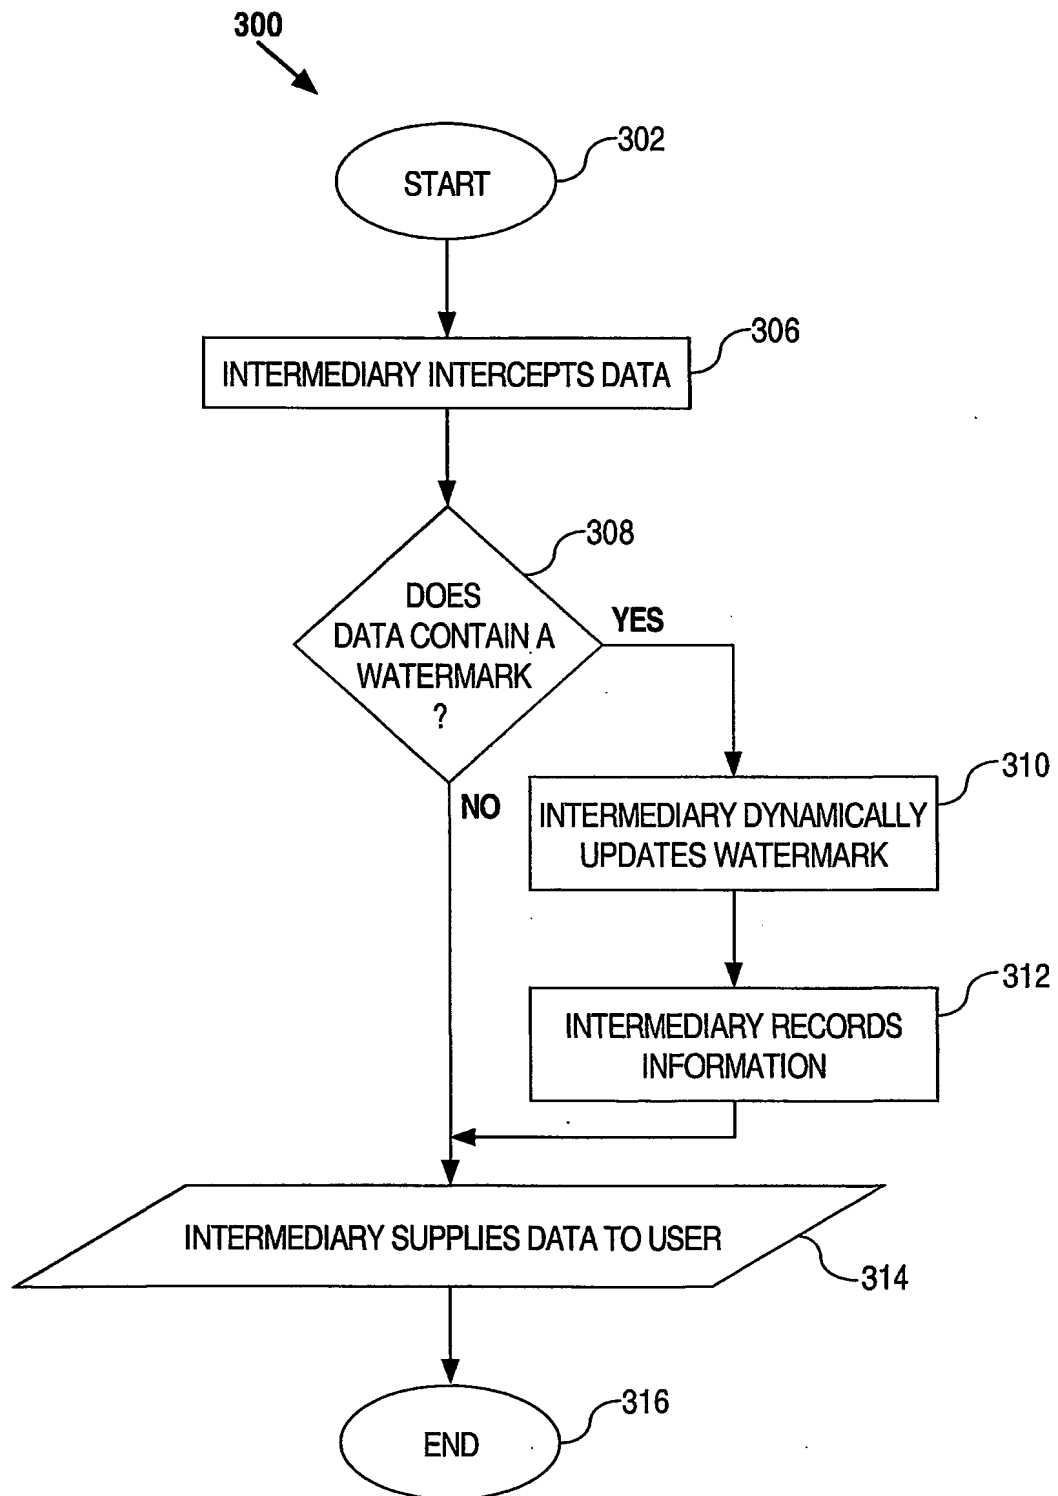 300
302
START
306
INTERMEDIARY INTERCEPTS DATA
308
DOES
DATA CONTAIN A
WATERMARK
?
YES
NO
310
INTERMEDIARY DYNAMICALLY
UPDATES WATERMARK
312
INTERMEDIARY RECORDS
INFORMATION
INTERMEDIARY SUPPLIES DATA TO USER
314
316
END